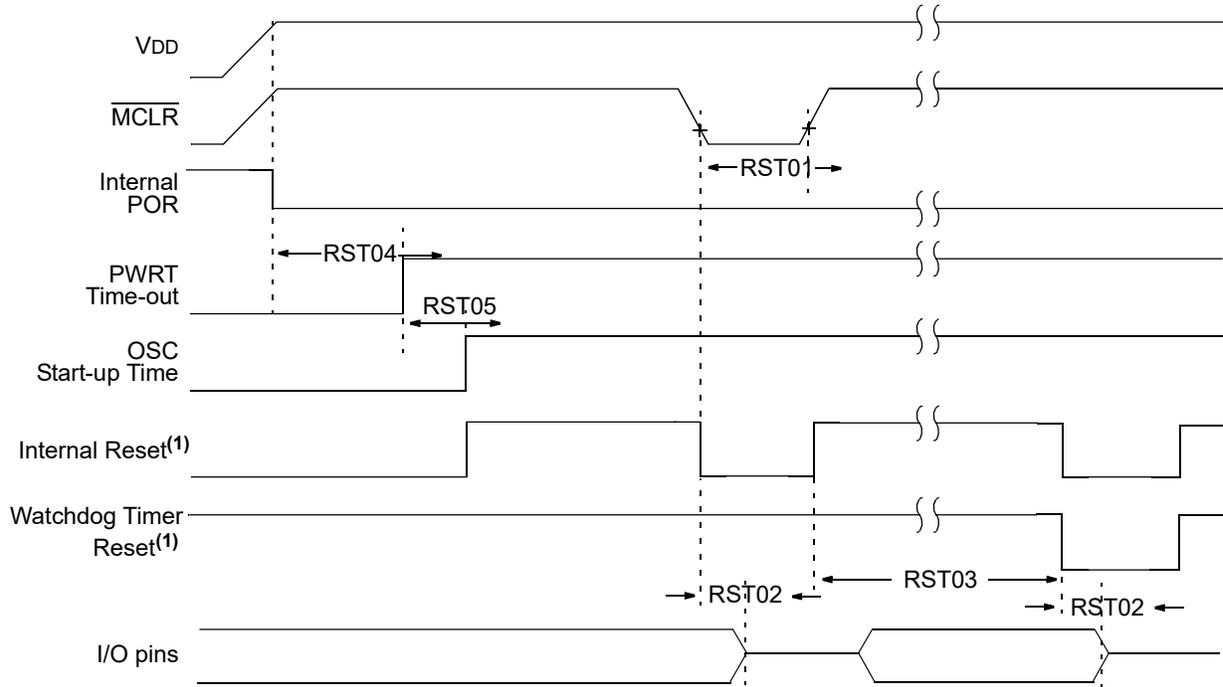 VDD
MCLR
RST01
Internal
POR
RST04
PWRT
Time-out
RST05
OSC
Start-up Time
Internal Reset(1)
Watchdog Timer
Reset(1)
RST03
RST02
RST02
I/O pins